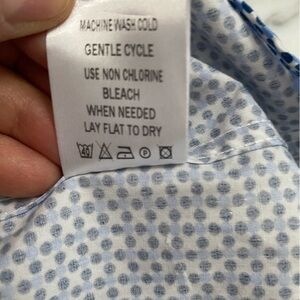 MACHINE WASH COLD
GENTLE CYCLE
USE NON CHLORINE
BLEACH
WHEN NEEDED
LAY FLAT TO DRY